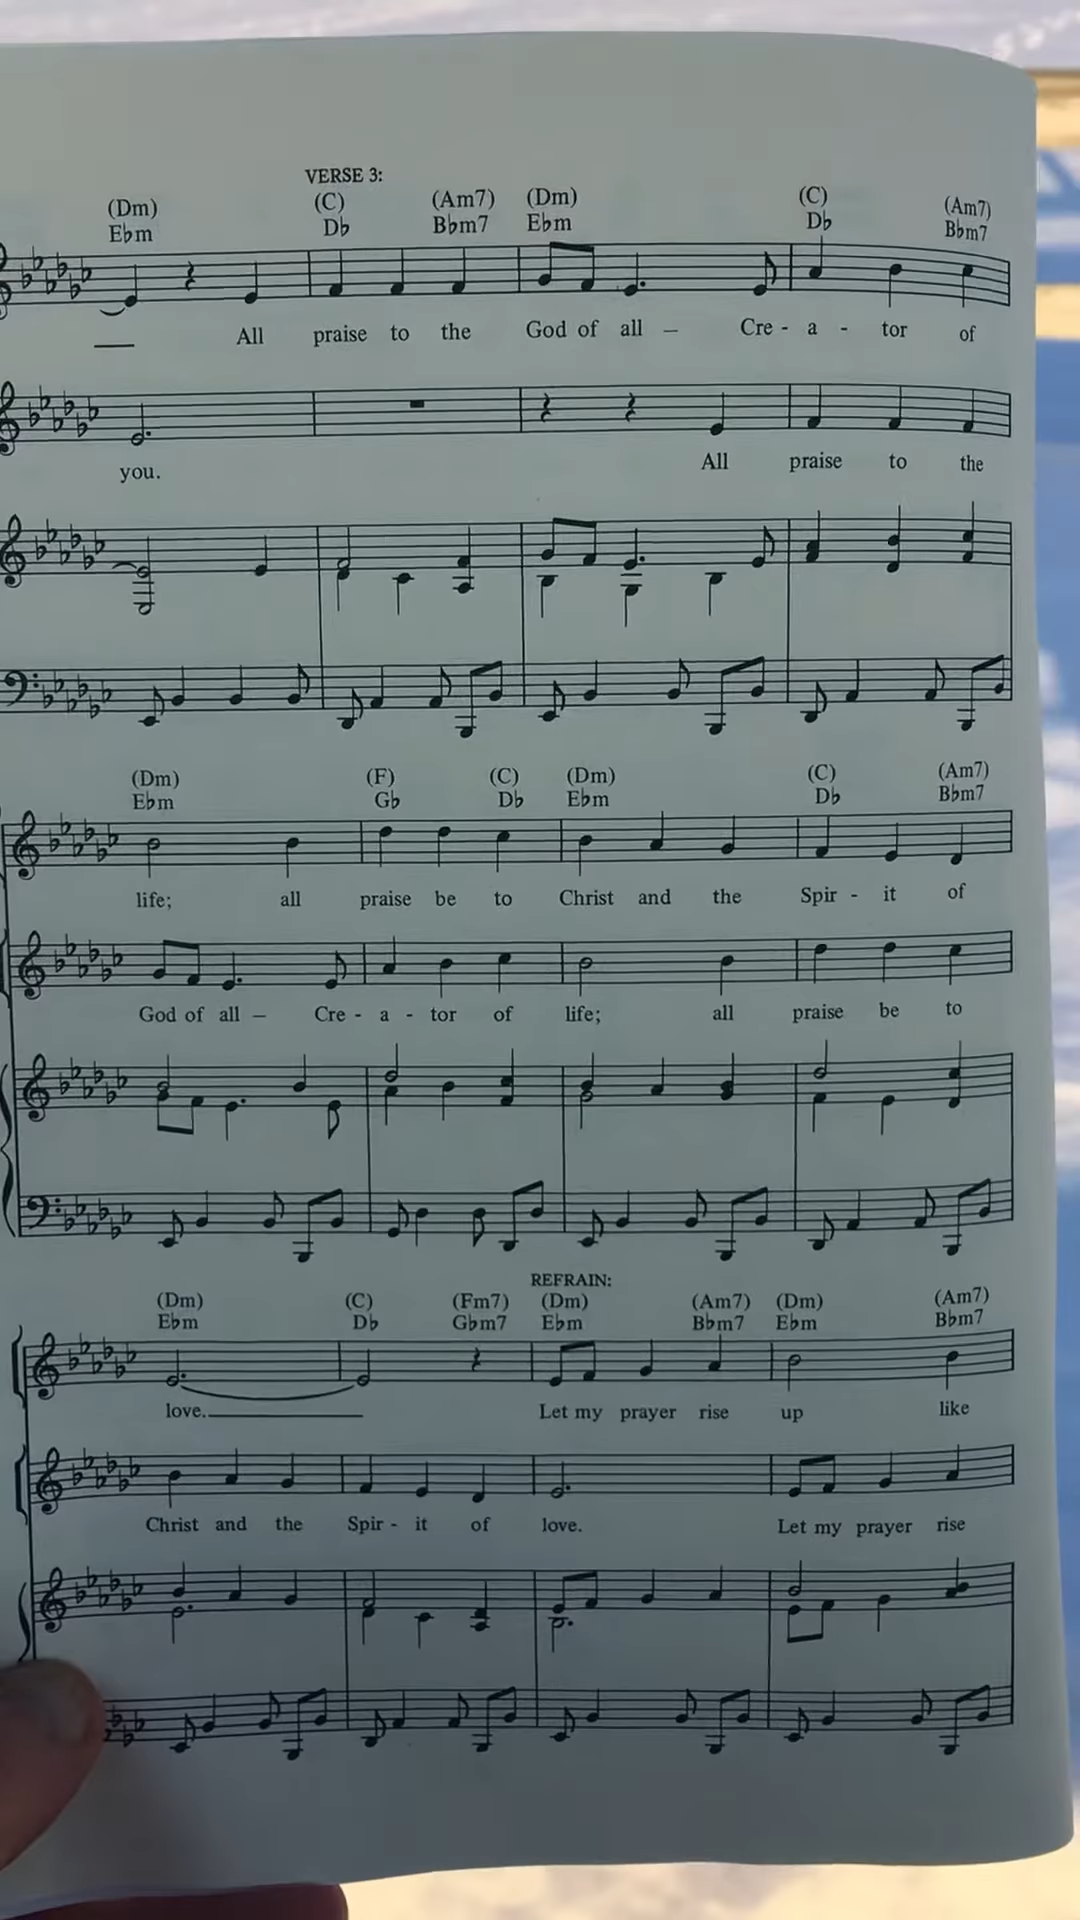 VERSE 3:
(Dm) (C) (Am7) (Dm) (C) (Am7)
E♭m D♭ B♭m7 E♭m D♭ B♭m7
All praise to the God of all – Cre - a - tor of
you. All praise to the
(Dm) (F) (C) (Dm) (C) (Am7)
E♭m G♭ D♭ E♭m D♭ B♭m7
life; all praise be to Christ and the Spir - it of
God of all – Cre - a - tor of life; all praise be to
REFRAIN:
(Dm) (C) (Fm7) (Dm) (Am7) (Dm) (Am7)
E♭m D♭ G♭m7 E♭m B♭m7 E♭m B♭m7
love. Let my prayer rise up like
Christ and the Spir - it of love. Let my prayer rise